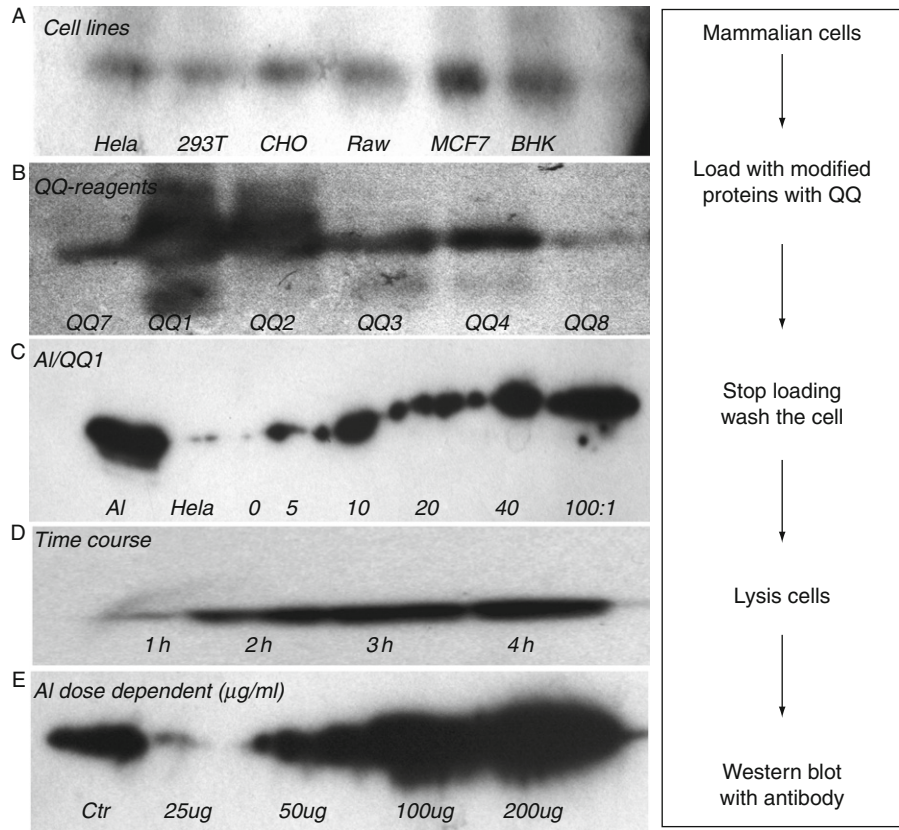 A
Cell lines
Hela 293T CHO Raw MCF7 BHK
B
QQ-reagents
QQ7 QQ1 QQ2 QQ3 QQ4 QQ8
C
AI/QQ1
AI Hela 0 5 10 20 40 100:1
D
Time course
1 h 2 h 3 h 4 h
E
AI dose dependent (μg/ml)
Ctr 25ug 50ug 100ug 200ug
Mammalian cells
Load with modified
proteins with QQ
Stop loading
wash the cell
Lysis cells
Western blot
with antibody